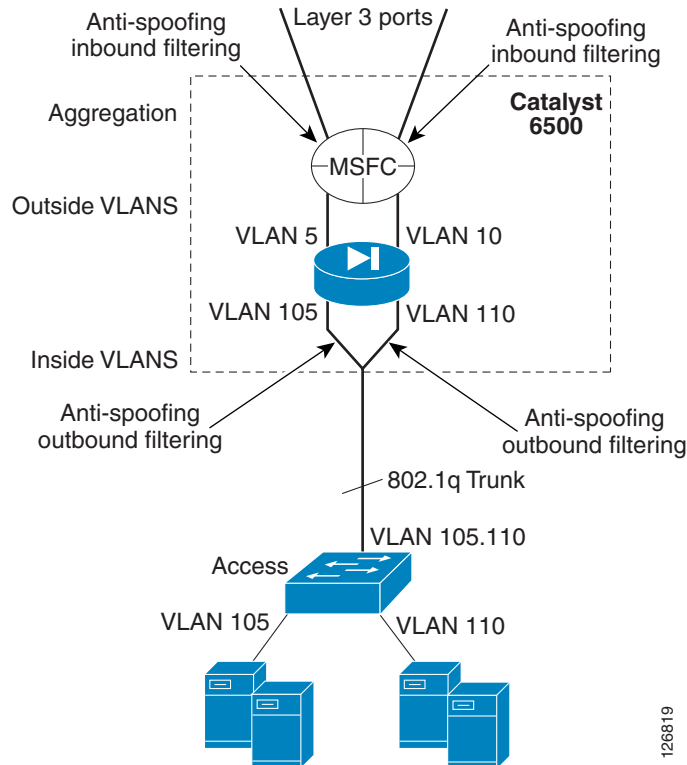 Anti-spoofing
inbound filtering
Layer 3 ports
Anti-spoofing
inbound filtering
Aggregation
Catalyst
6500
MSFC
Outside VLANS
VLAN 5
VLAN 10
VLAN 105
VLAN 110
Inside VLANS
Anti-spoofing
outbound filtering
Anti-spoofing
outbound filtering
802.1q Trunk
VLAN 105.110
Access
VLAN 105
VLAN 110
126819